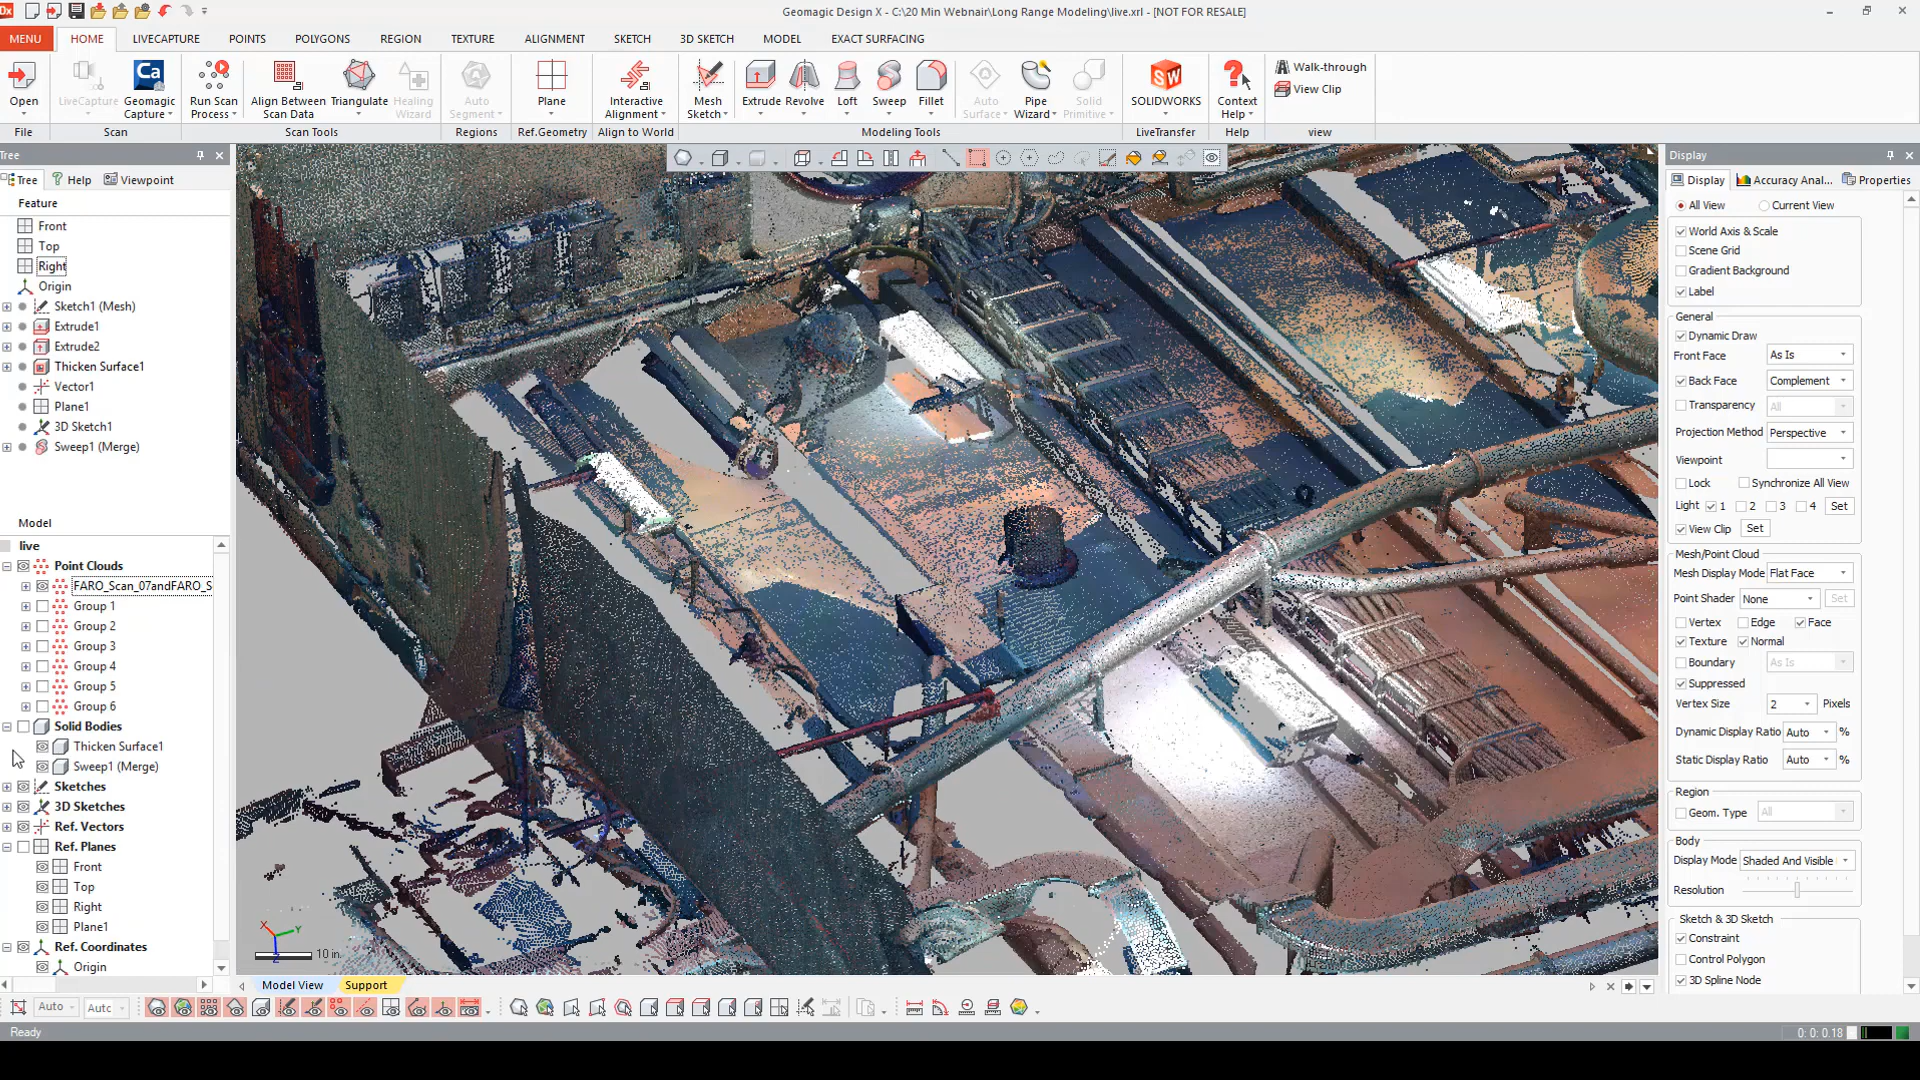 Dx
Geomagic Design X - C:\20 Min Webnair\Long Range Modeling\live.xrl - [NOT FOR RESALE]
MENU HOME LIVECAPTURE POINTS POLYGONS REGION TEXTURE ALIGNMENT SKETCH 3D SKETCH MODEL EXACT SURFACING
Open
LiveCapture
Geomagic Capture
Run Scan Process
Align Between Scan Data
Triangulate
Healing Wizard
Auto Segment
Plane
Interactive Alignment
Mesh Sketch
Extrude
Revolve
Loft
Sweep
Fillet
Auto Surface
Pipe Wizard
Solid Primitive
SOLIDWORKS
Context Help
Walk-through
View Clip
File Scan Scan Tools Regions Ref.Geometry Align to World Modeling Tools LiveTransfer Help view
Tree
Tree Help Viewpoint
Feature
Front
Top
Right
Origin
Sketch1 (Mesh)
Extrude1
Extrude2
Thicken Surface1
Vector1
Plane1
3D Sketch1
Sweep1 (Merge)
Model
live
Point Clouds
FARO_Scan_07andFARO_S
Group 1
Group 2
Group 3
Group 4
Group 5
Group 6
Solid Bodies
Thicken Surface1
Sweep1 (Merge)
Sketches
3D Sketches
Ref. Vectors
Ref. Planes
Front
Top
Right
Plane1
Ref. Coordinates
Origin
X Y Z
10 in.
Model View Support
Auto Autc
Ready
Display
Display Accuracy Anal... Properties
All View Current View
World Axis & Scale
Scene Grid
Gradient Background
Label
General
Dynamic Draw
Front Face As Is
Back Face Complement
Transparency All
Projection Method Perspective
Viewpoint
Lock Synchronize All View
Light 1 2 3 4 Set
View Clip Set
Mesh/Point Cloud
Mesh Display Mode Flat Face
Point Shader None Set
Vertex Edge Face
Texture Normal
Boundary As Is
Suppressed
Vertex Size 2 Pixels
Dynamic Display Ratio Auto %
Static Display Ratio Auto %
Region
Geom. Type All
Body
Display Mode Shaded And Visible
Resolution
Sketch & 3D Sketch
Constraint
Control Polygon
3D Spline Node
0: 0: 0.18